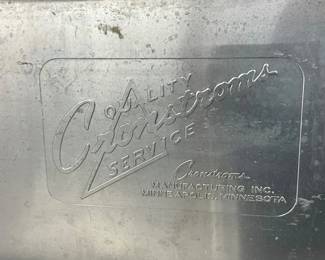 QUALITY
Cronstroms
SERVICE
Cronstroms
MANUFACTURING INC.
MINNEAPOLIS, MINNESOTA